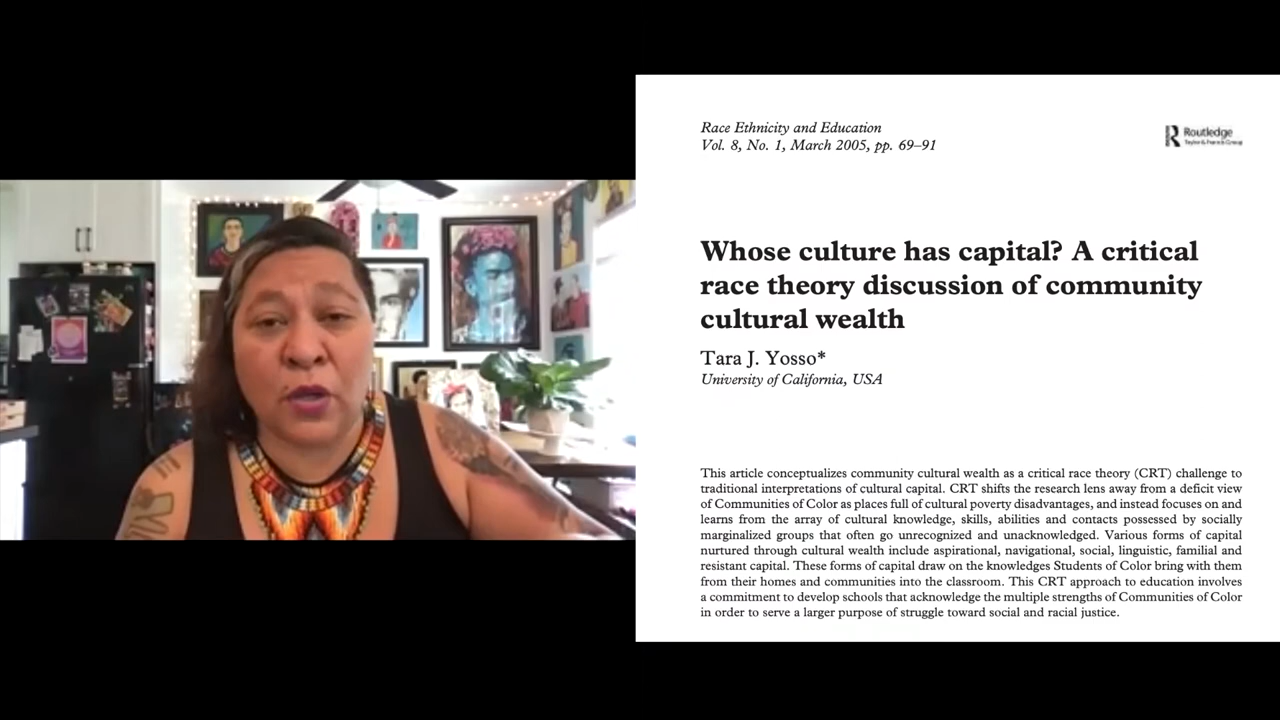 Race Ethnicity and Education
Vol. 8, No. 1, March 2005, pp. 69–91
Routledge
Taylor & Francis Group
Whose culture has capital? A critical
race theory discussion of community
cultural wealth
Tara J. Yosso*
University of California, USA
This article conceptualizes community cultural wealth as a critical race theory (CRT) challenge to
traditional interpretations of cultural capital. CRT shifts the research lens away from a deficit view
of Communities of Color as places full of cultural poverty disadvantages, and instead focuses on and
learns from the array of cultural knowledge, skills, abilities and contacts possessed by socially
marginalized groups that often go unrecognized and unacknowledged. Various forms of capital
nurtured through cultural wealth include aspirational, navigational, social, linguistic, familial and
resistant capital. These forms of capital draw on the knowledges Students of Color bring with them
from their homes and communities into the classroom. This CRT approach to education involves
a commitment to develop schools that acknowledge the multiple strengths of Communities of Color
in order to serve a larger purpose of struggle toward social and racial justice.